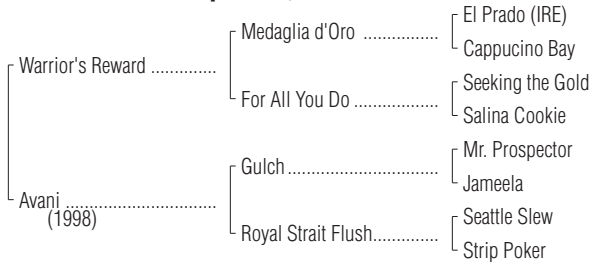 El Prado (IRE)
Medaglia d'Oro ................
Cappucino Bay
Warrior's Reward ..............
Seeking the Gold
For All You Do ..................
Salina Cookie
Mr. Prospector
Gulch ................................
Jameela
Avani ................................
(1998)
Seattle Slew
Royal Strait Flush..............
Strip Poker